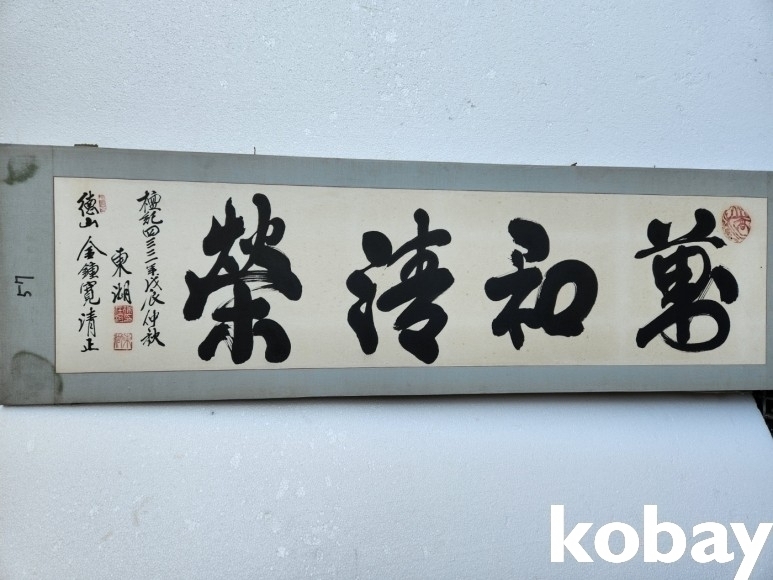 萬和清榮
檀紀四三二一年戊辰仲秋
東湖
德山 金鍾寬清正
57
kobay